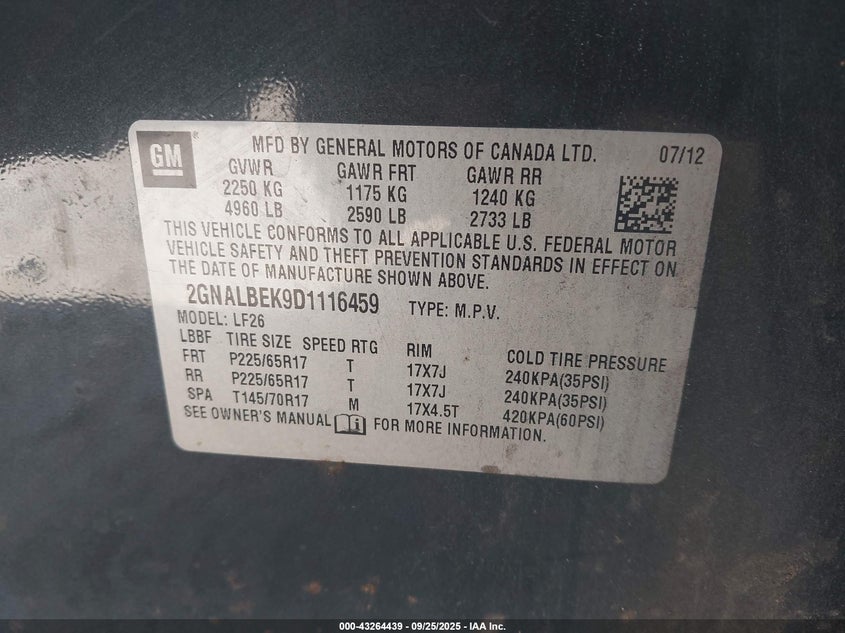 GM ® MFD BY GENERAL MOTORS OF CANADA LTD. 07/12
GVWR GAWR FRT GAWR RR
2250 KG 1175 KG 1240 KG
4960 LB 2590 LB 2733 LB
THIS VEHICLE CONFORMS TO ALL APPLICABLE U.S. FEDERAL MOTOR
VEHICLE SAFETY AND THEFT PREVENTION STANDARDS IN EFFECT ON
THE DATE OF MANUFACTURE SHOWN ABOVE.
2GNALBEK9D1116459 TYPE: M.P.V.
MODEL: LF26
LBBF TIRE SIZE SPEED RTG RIM COLD TIRE PRESSURE
FRT P225/65R17 T 17X7J 240KPA(35PSI)
RR P225/65R17 T 17X7J 240KPA(35PSI)
SPA T145/70R17 M 17X4.5T 420KPA(60PSI)
SEE OWNER'S MANUAL FOR MORE INFORMATION.
000-43264439 - 09/25/2025 - IAA Inc.